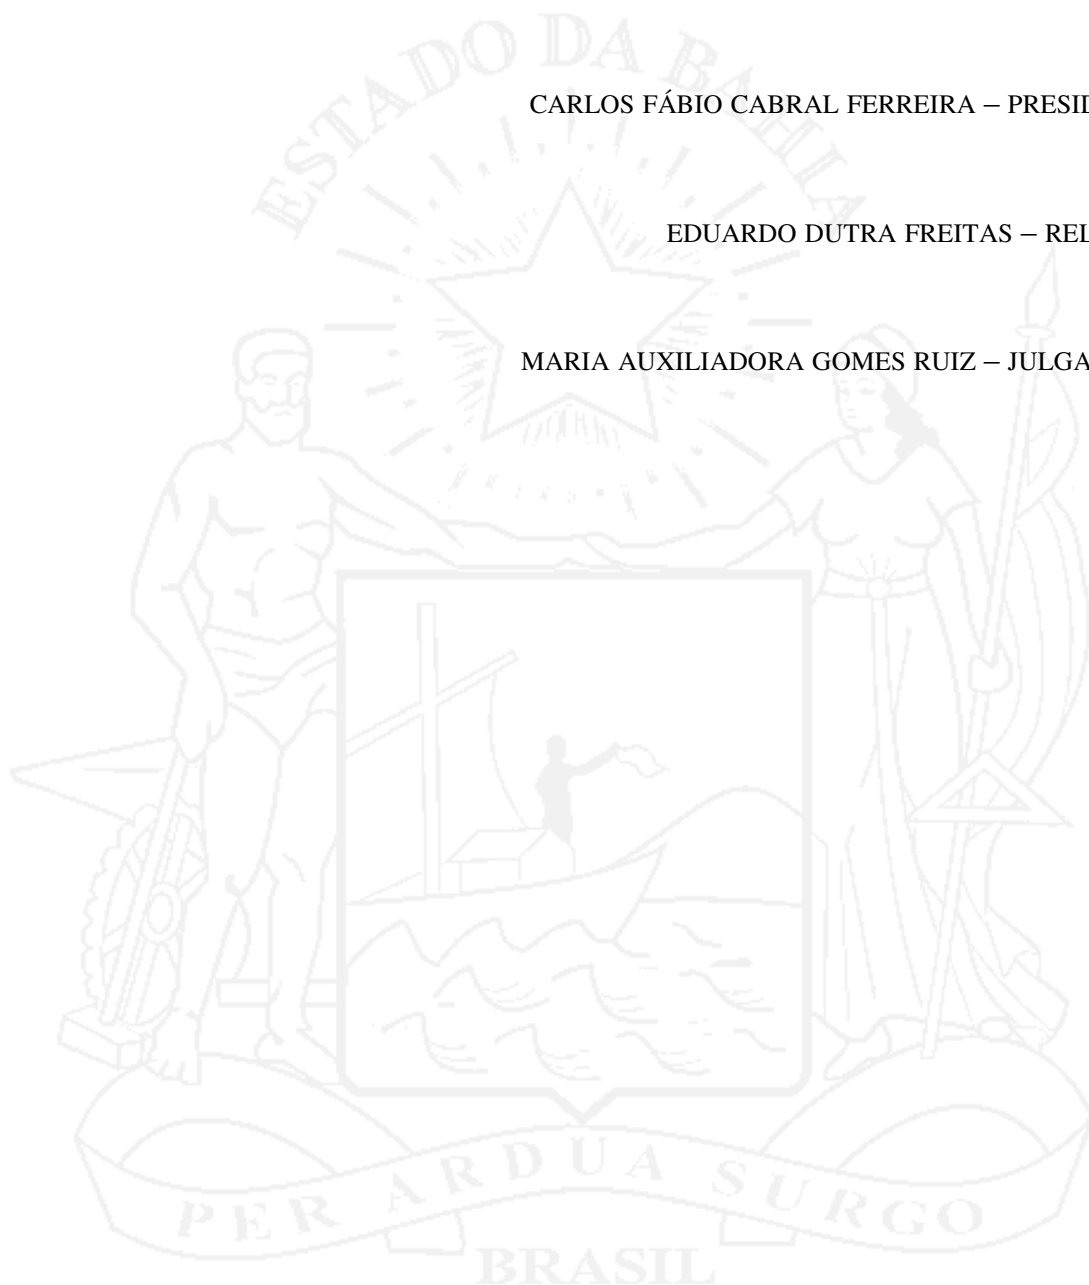 ESTADO DA BAHIA
CARLOS FÁBIO CABRAL FERREIRA – PRESI
EDUARDO DUTRA FREITAS – REL
MARIA AUXILIADORA GOMES RUIZ – JULGA
PER ARDUA SURGO
BRASIL